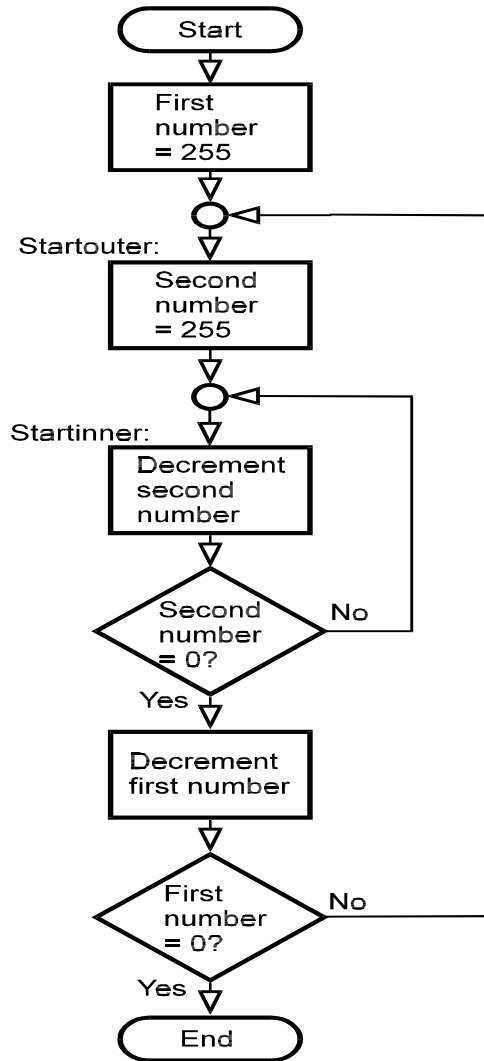 Start
First
number
= 255
Startouter:
Second
number
= 255
Startinner:
Decrement
second
number
Second
number
= 0?
No
Yes
Decrement
first number
First
number
= 0?
No
Yes
End